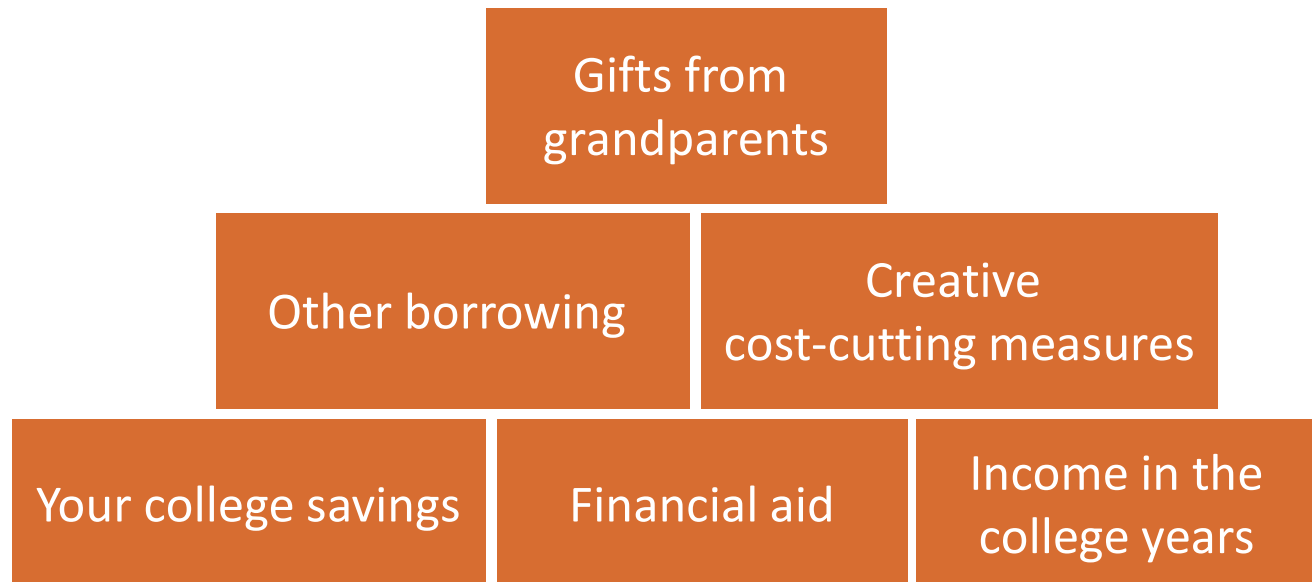 Gifts from
grandparents
Other borrowing
Creative
cost-cutting measures
Your college savings
Financial aid
Income in the
college years